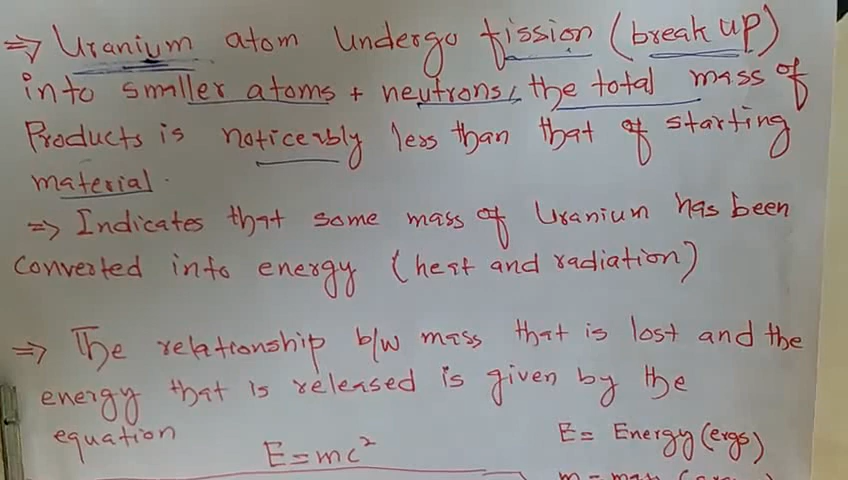 ⇒ Uranium atom undergo fission (break up)
into smaller atoms + neutrons, the total mass of
Products is noticeably less than that of starting
material.
⇒ Indicates that some mass of Uranium has been
converted into energy (heat and radiation)
⇒ The relationship b/w mass that is lost and the
energy that is released is given by the
equation
E=mc²
E= Energy (ergs)
m =